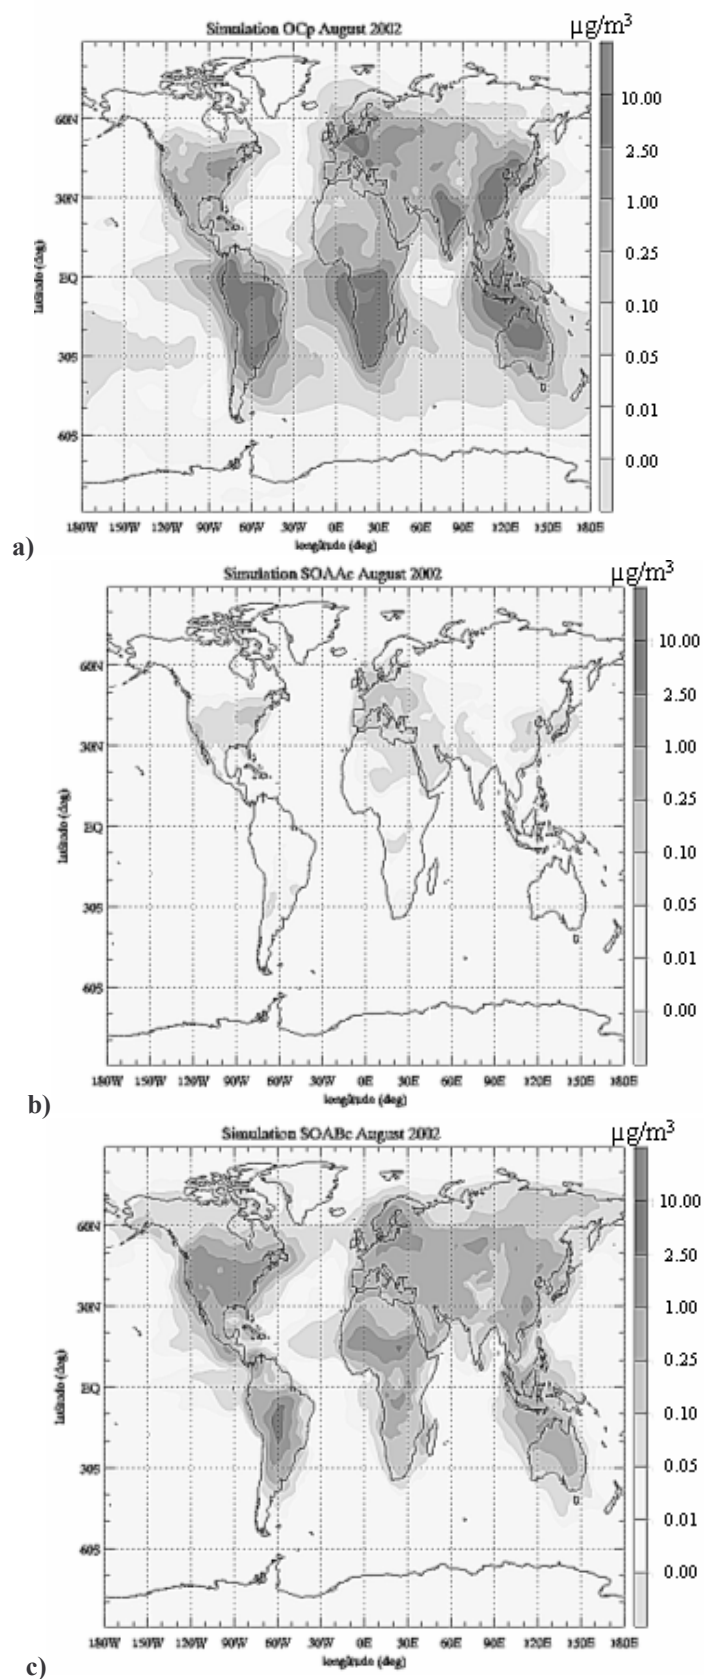 Simulation OCp August 2002
μg/m³
10.00
60N
2.50
30N
1.00
0.25
EQ
0.10
latitude (deg)
30S
0.05
0.01
60S
0.00
180W 150W 120W 90W 60W 30W 0E 30E 60E 90E 120E 150E 180E
longitude (deg)
a)
Simulation SOAAc August 2002
μg/m³
10.00
60N
2.50
30N
1.00
0.25
EQ
0.10
latitude (deg)
30S
0.05
0.01
60S
0.00
180W 150W 120W 90W 60W 30W 0E 30E 60E 90E 120E 150E 180E
longitude (deg)
b)
Simulation SOABc August 2002
μg/m³
10.00
60N
2.50
30N
1.00
0.25
EQ
0.10
latitude (deg)
30S
0.05
0.01
60S
0.00
180W 150W 120W 90W 60W 30W 0E 30E 60E 90E 120E 150E 180E
longitude (deg)
c)